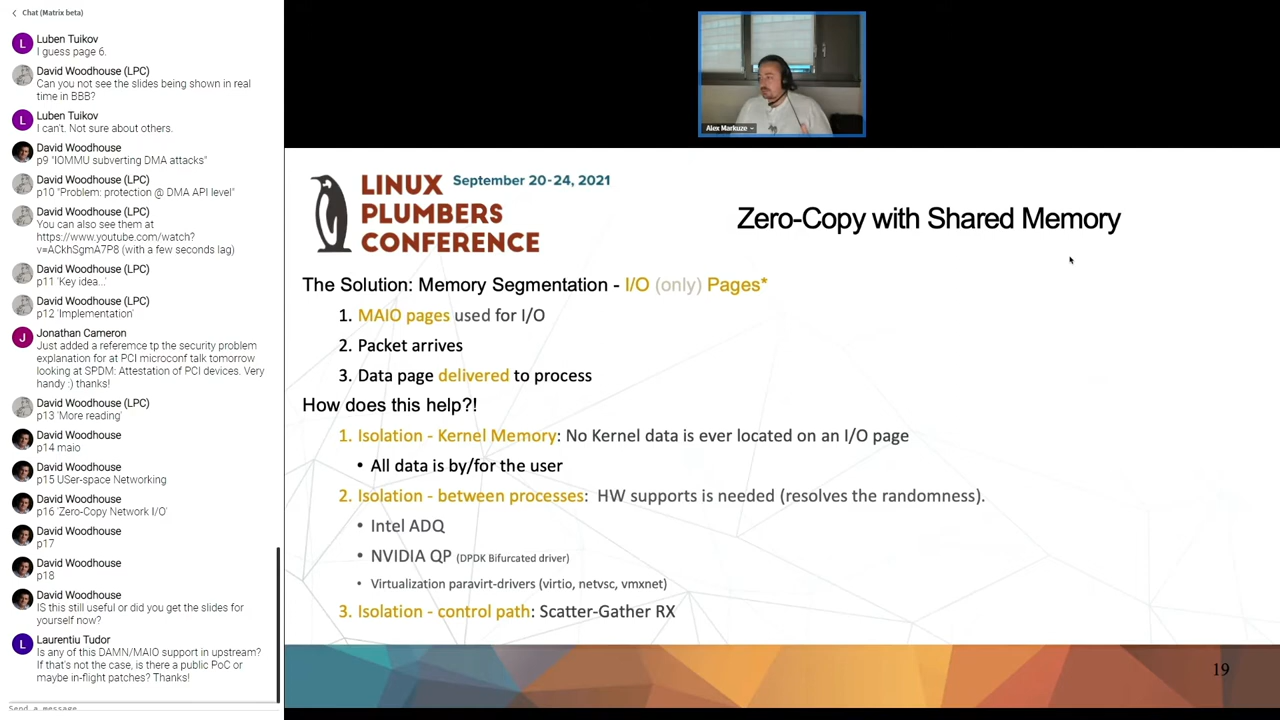 Chat (Matrix beta)
Luben Tuikov
I guess page 6.
David Woodhouse (LPC)
Can you not see the slides being shown in real
time in BBB?
Luben Tuikov
I can't. Not sure about others.
David Woodhouse
p9 "IOMMU subverting DMA attacks"
David Woodhouse (LPC)
p10 "Problem: protection @ DMA API level"
David Woodhouse (LPC)
You can also see them at
https://www.youtube.com/watch?
v=ACkhSgmA7P8 (with a few seconds lag)
David Woodhouse (LPC)
p11 'Key idea...'
David Woodhouse (LPC)
p12 'Implementation'
Jonathan Cameron
Just added a reference tp the security problem
explanation for at PCI microconf talk tomorrow
looking at SPDM: Attestation of PCI devices. Very
handy :) thanks!
David Woodhouse (LPC)
p13 'More reading'
David Woodhouse
p14 maio
David Woodhouse
p15 USer-space Networking
David Woodhouse
p16 'Zero-Copy Network I/O'
David Woodhouse
p17
David Woodhouse
p18
David Woodhouse
IS this still useful or did you get the slides for
yourself now?
Laurentiu Tudor
Is any of this DAMN/MAIO support in upstream?
If that's not the case, is there a public PoC or
maybe in-flight patches? Thanks!
Send a message
Alex Markuze
LINUX
PLUMBERS
CONFERENCE
September 20-24, 2021
Zero-Copy with Shared Memory
The Solution: Memory Segmentation - I/O (only) Pages*
1. MAIO pages used for I/O
2. Packet arrives
3. Data page delivered to process
How does this help?!
1. Isolation - Kernel Memory: No Kernel data is ever located on an I/O page
• All data is by/for the user
2. Isolation - between processes: HW supports is needed (resolves the randomness).
• Intel ADQ
• NVIDIA QP (DPDK Bifurcated driver)
• Virtualization paravirt-drivers (virtio, netvsc, vmxnet)
3. Isolation - control path: Scatter-Gather RX
19